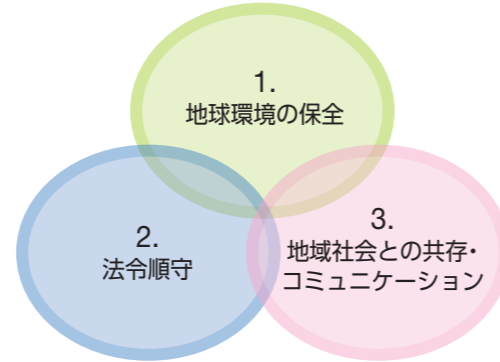 1.
地球環境の保全
2.
法令順守
3.
地域社会との共存・
コミュニケーション